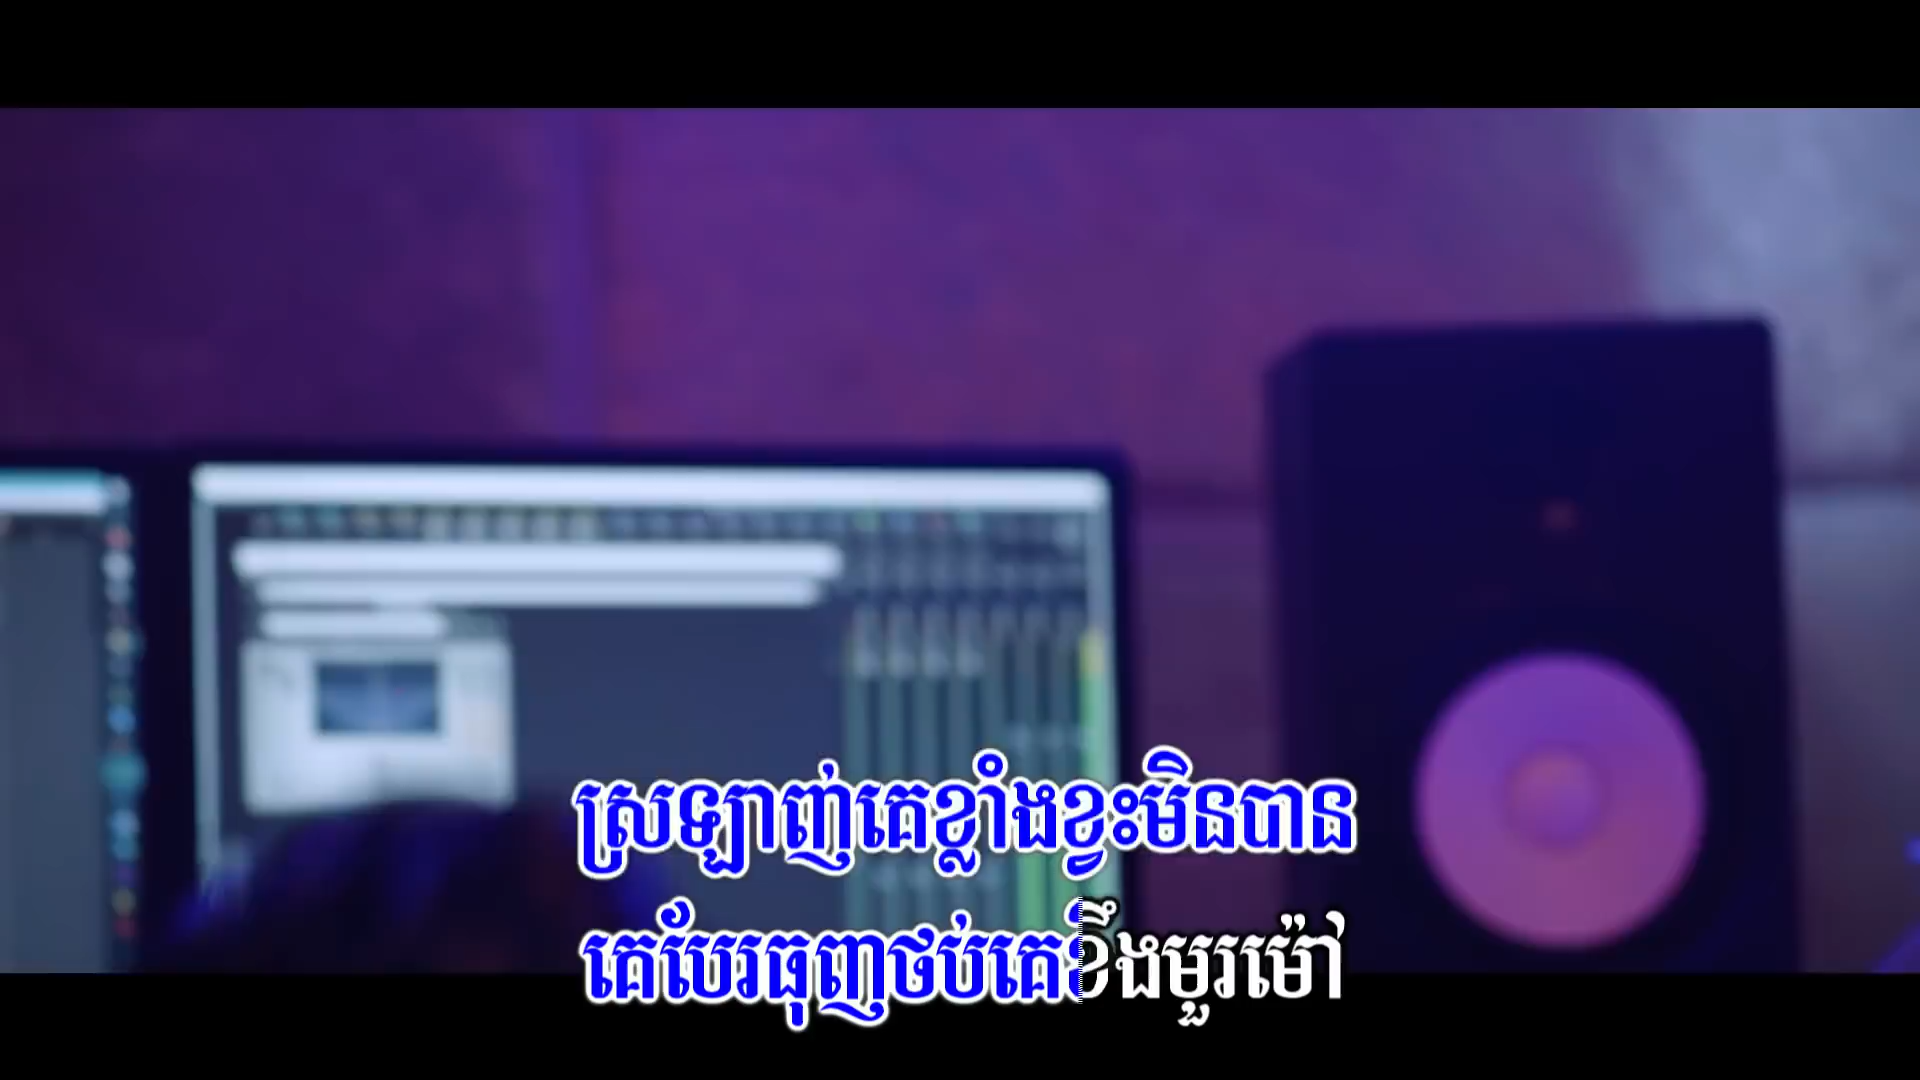 ស្រឡាញ់គេខ្លាំងខ្វះមិនបាន
គេបែរធុញថប់គេខឹងមួរម៉ៅ